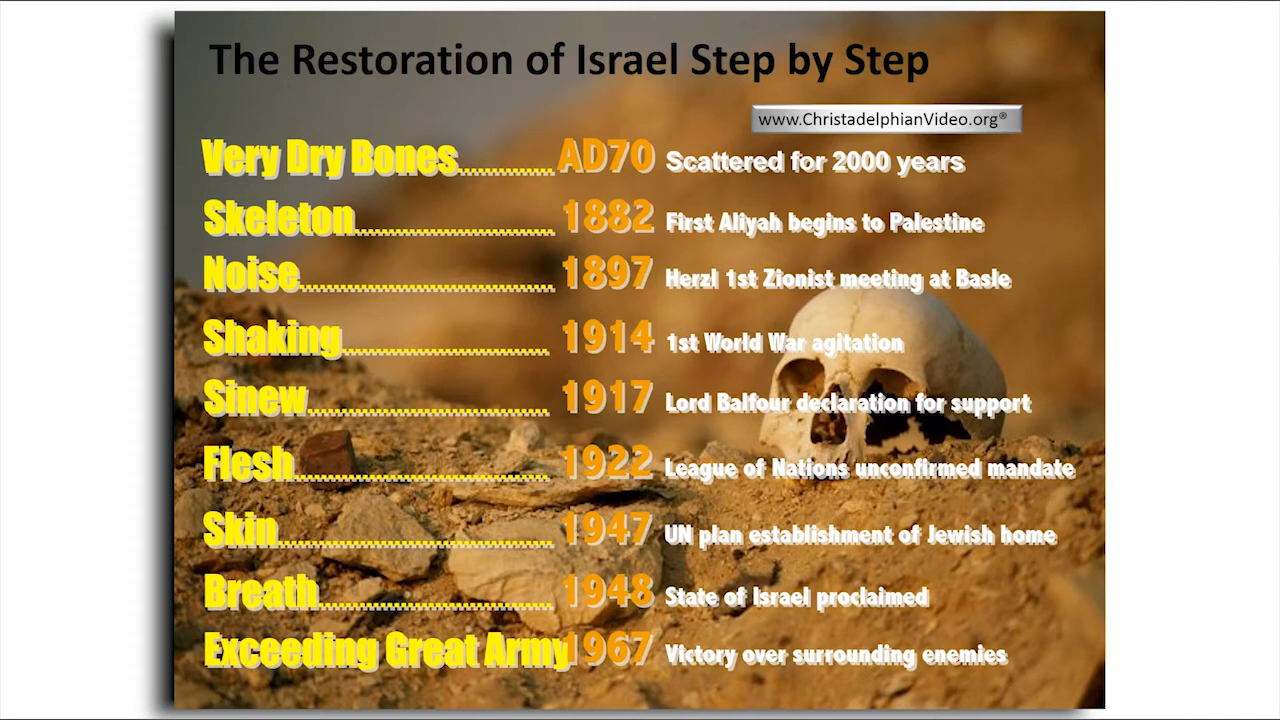 The Restoration of Israel Step by Step
www.ChristadelphianVideo.org®
Very Dry Bones.............AD70 Scattered for 2000 years
Skeleton........................... 1882 First Aliyah begins to Palestine
Noise.................................. 1897 Herzl 1st Zionist meeting at Basle
Shaking............................ 1914 1st World War agitation
Sinew................................. 1917 Lord Balfour declaration for support
Flesh................................... 1922 League of Nations unconfirmed mandate
Skin..................................... 1947 UN plan establishment of Jewish home
Breath................................ 1948 State of Israel proclaimed
Exceeding Great Army 1967 Victory over surrounding enemies